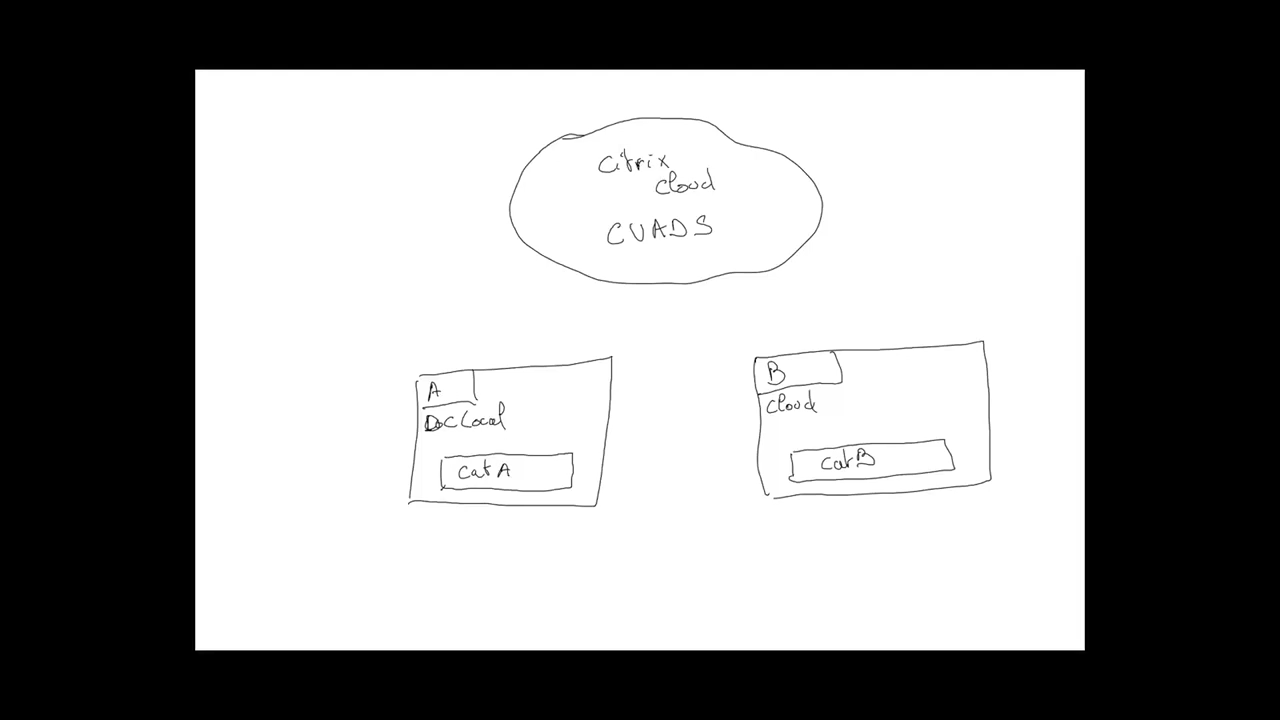 Citrix
Cloud
CVADS
A
DC Local
Cat A
B
Cloud
Cat B